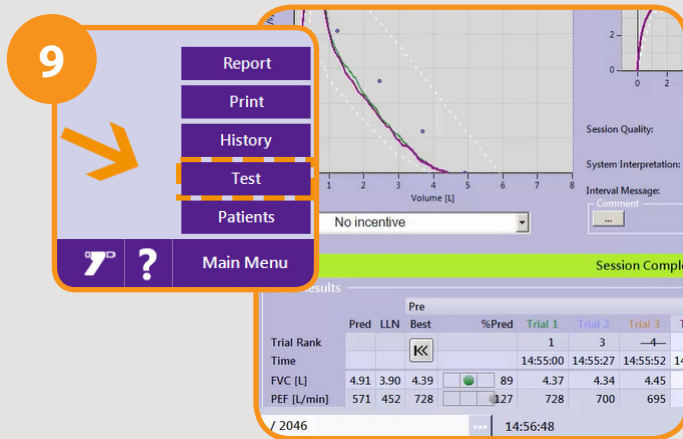 9
Report
Print
History
Test
Patients
Main Menu
?
2
0
0 2
1 2 3 4 5 6 7 8
Volume [L]
No incentive
Session Quality:
System Interpretation:
Interval Message:
Comment
...
Session Comple
Results
Pre
Pred LLN Best %Pred Trial 1 Trial 2 Trial 3
Trial Rank 1 3 4
Time 14:55:00 14:55:27 14:55:52 14
FVC [L] 4.91 3.90 4.39 89 4.37 4.34 4.45
PEF [L/min] 571 452 728 127 728 700 695
/ 2046 ... 14:56:48